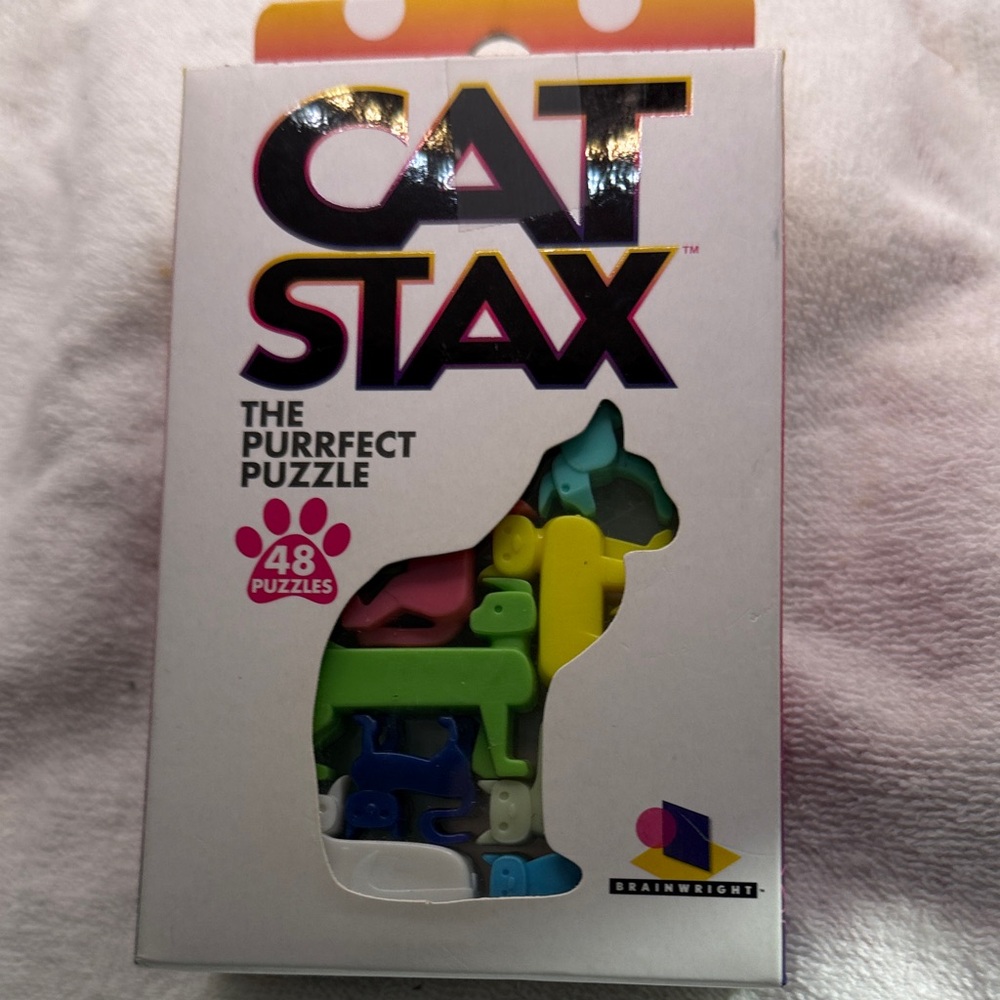 CAT
STAX™
THE
PURRFECT
PUZZLE
48
PUZZLES
BRAINWRIGHT™